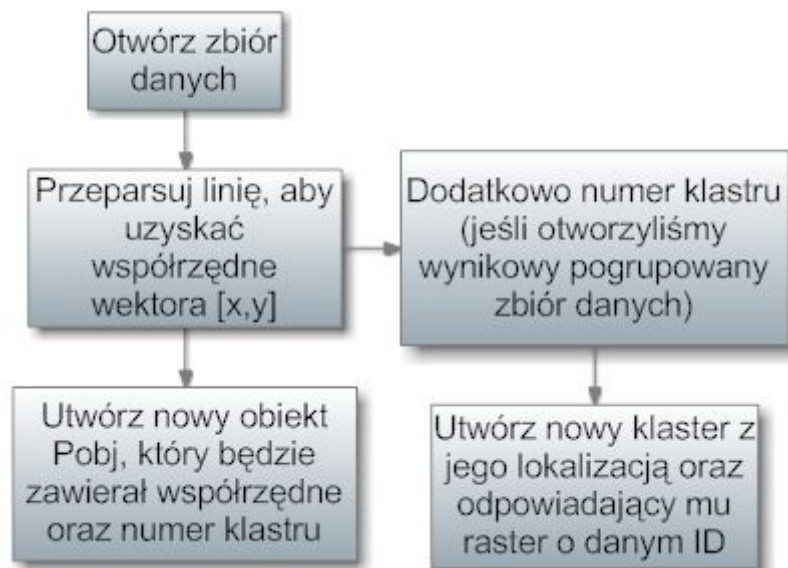 Otwórz zbiór
danych
Przeparsuj linię, aby
uzyskać
współrzędne
wektora [x,y]
Dodatkowo numer klastru
(jeśli otworzyliśmy
wynikowy pogrupowany
zbiór danych)
Utwórz nowy obiekt
Pobj, który będzie
zawierał współrzędne
oraz numer klastru
Utwórz nowy klaster z
jego lokalizacją oraz
odpowiadający mu
raster o danym ID